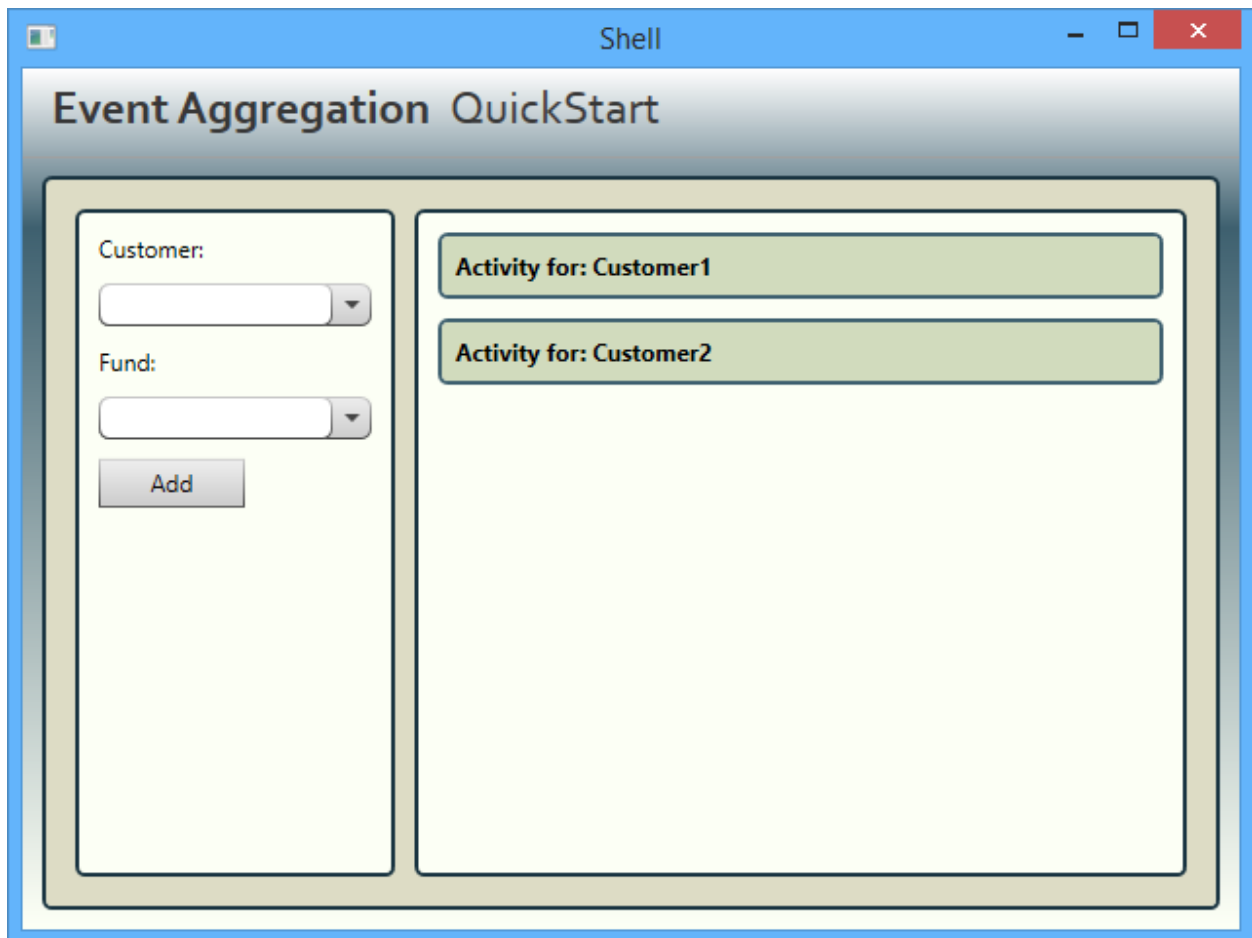 Shell
Event Aggregation QuickStart
Customer:
Fund:
Add
Activity for: Customer1
Activity for: Customer2